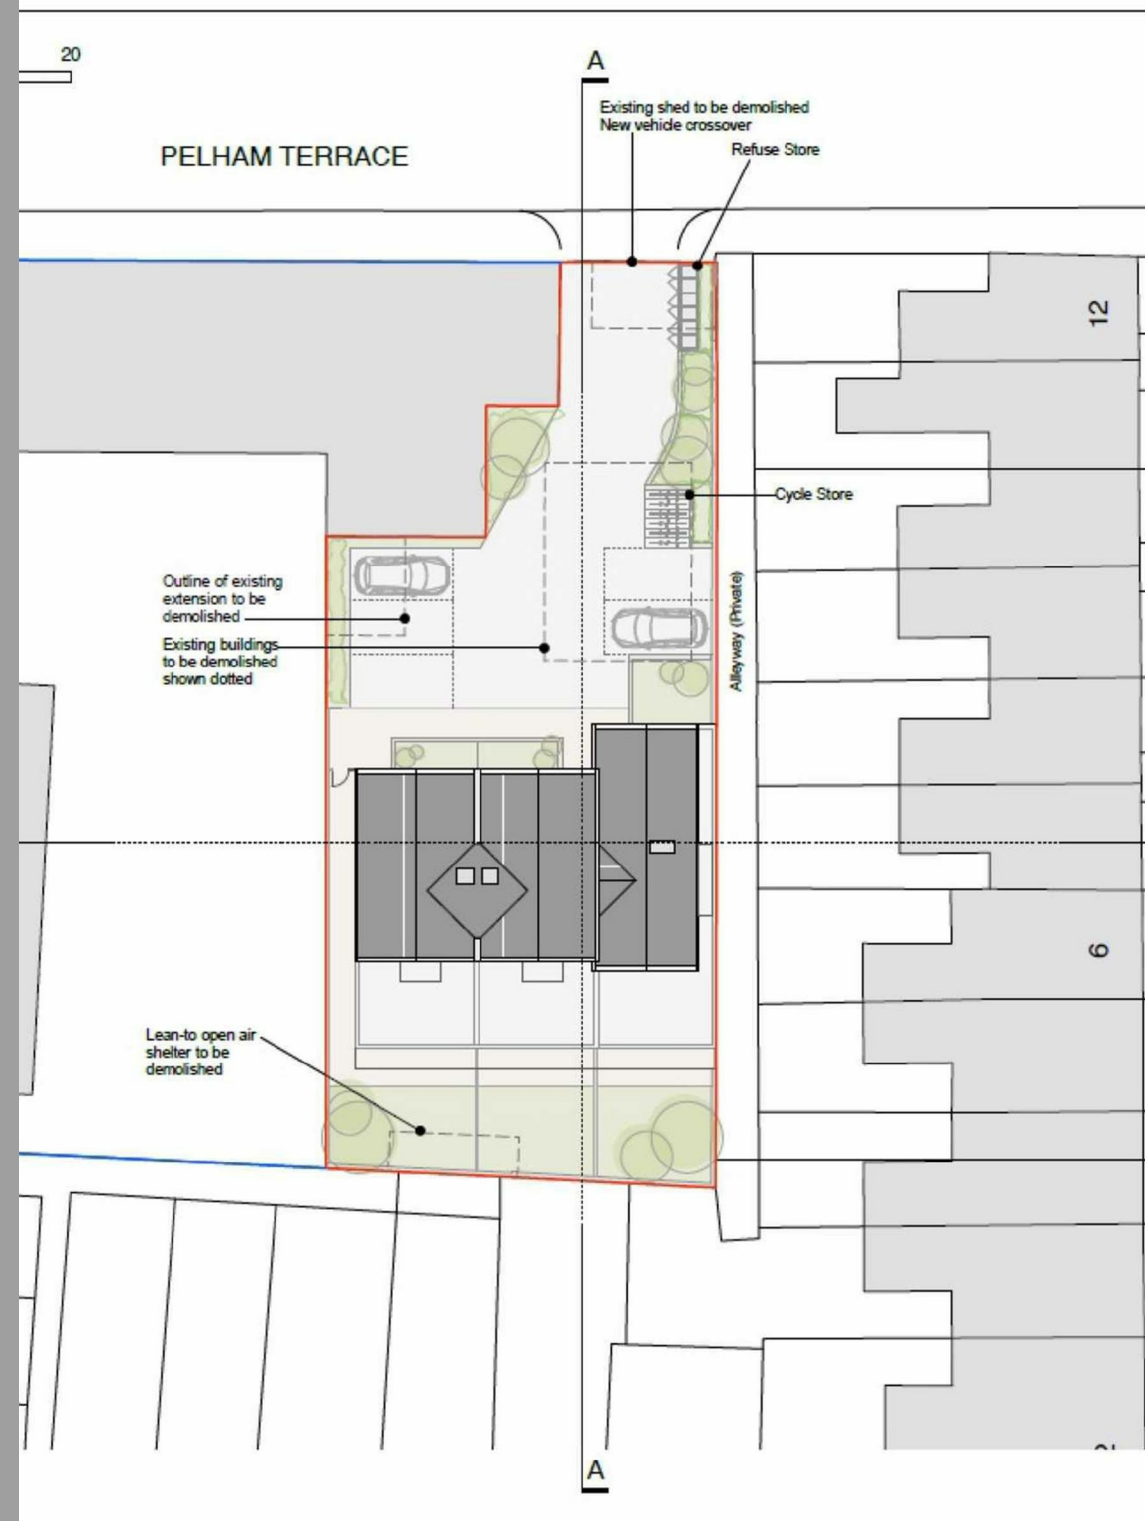 20
A
Existing shed to be demolished
New vehicle crossover
Refuse Store
PELHAM TERRACE
12
Cycle Store
Outline of existing
extension to be
demolished
Existing buildings
to be demolished
shown dotted
Alleyway (Private)
6
Lean-to open air
shelter to be
demolished
A